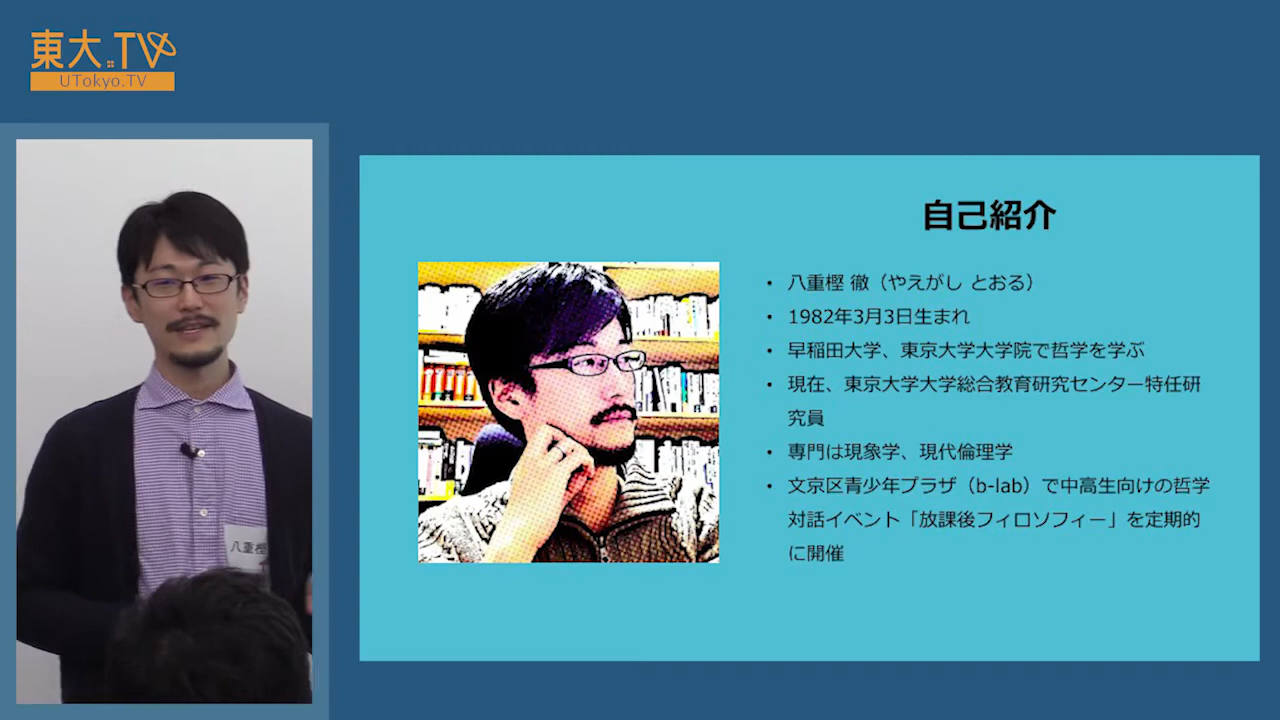 東大.TV
UTokyo.TV
自己紹介
• 八重樫 徹（やえがし とおる）
• 1982年3月3日生まれ
• 早稲田大学、東京大学大学院で哲学を学ぶ
• 現在、東京大学大学総合教育研究センター特任研
究員
• 専門は現象学、現代倫理学
• 文京区青少年プラザ（b-lab）で中高生向けの哲学
対話イベント「放課後フィロソフィー」を定期的
に開催
八重樫